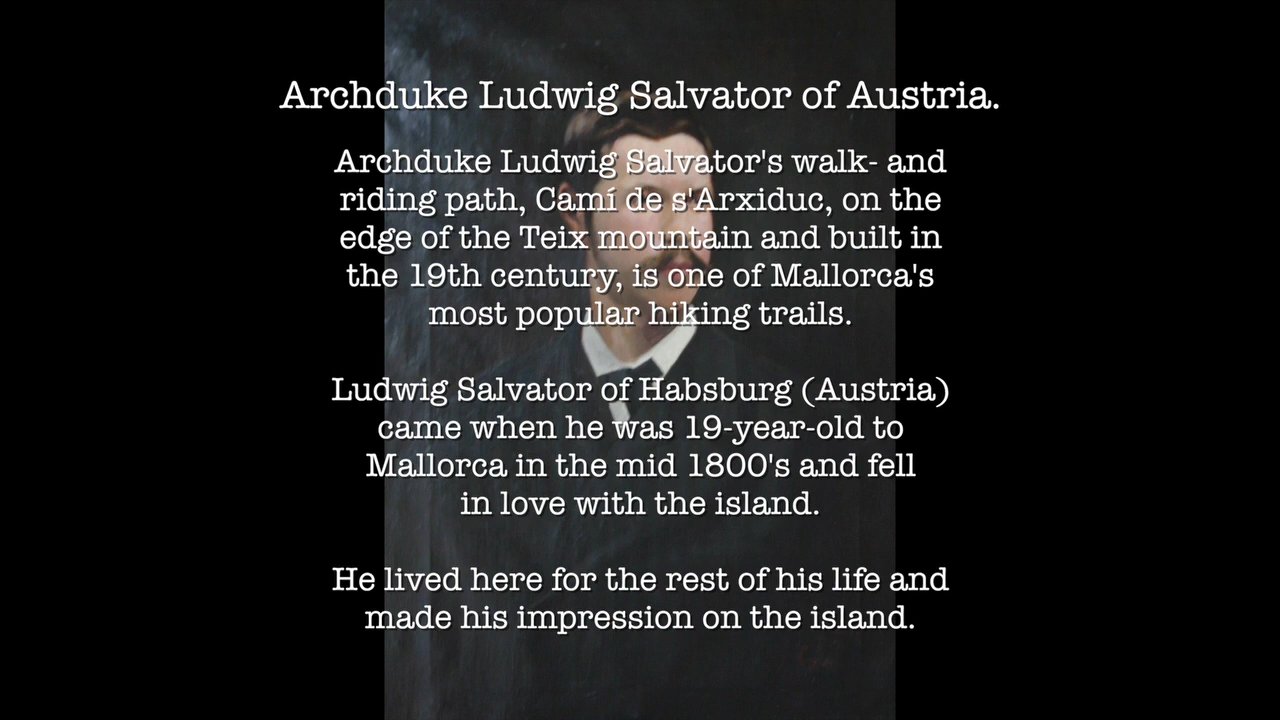 Archduke Ludwig Salvator of Austria.
Archduke Ludwig Salvator's walk- and
riding path, Camí de s'Arxiduc, on the
edge of the Teix mountain and built in
the 19th century, is one of Mallorca's
most popular hiking trails.
Ludwig Salvator of Habsburg (Austria)
came when he was 19-year-old to
Mallorca in the mid 1800's and fell
in love with the island.
He lived here for the rest of his life and
made his impression on the island.